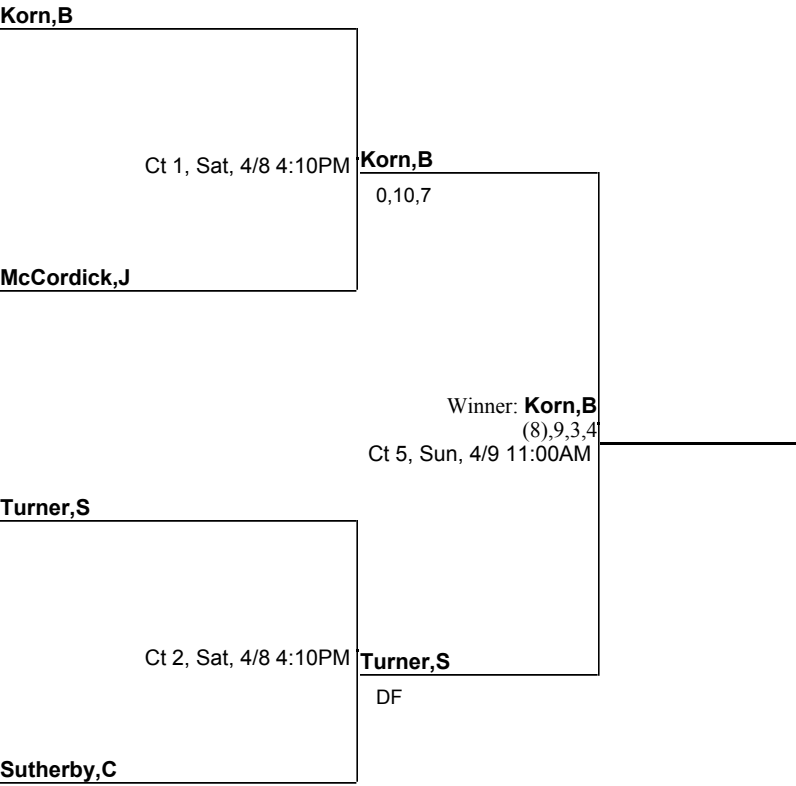 Korn,B
Ct 1, Sat, 4/8 4:10PM
Korn,B
0,10,7
McCordick,J
Winner: Korn,B
(8),9,3,4
Ct 5, Sun, 4/9 11:00AM
Turner,S
Ct 2, Sat, 4/8 4:10PM
Turner,S
DF
Sutherby,C